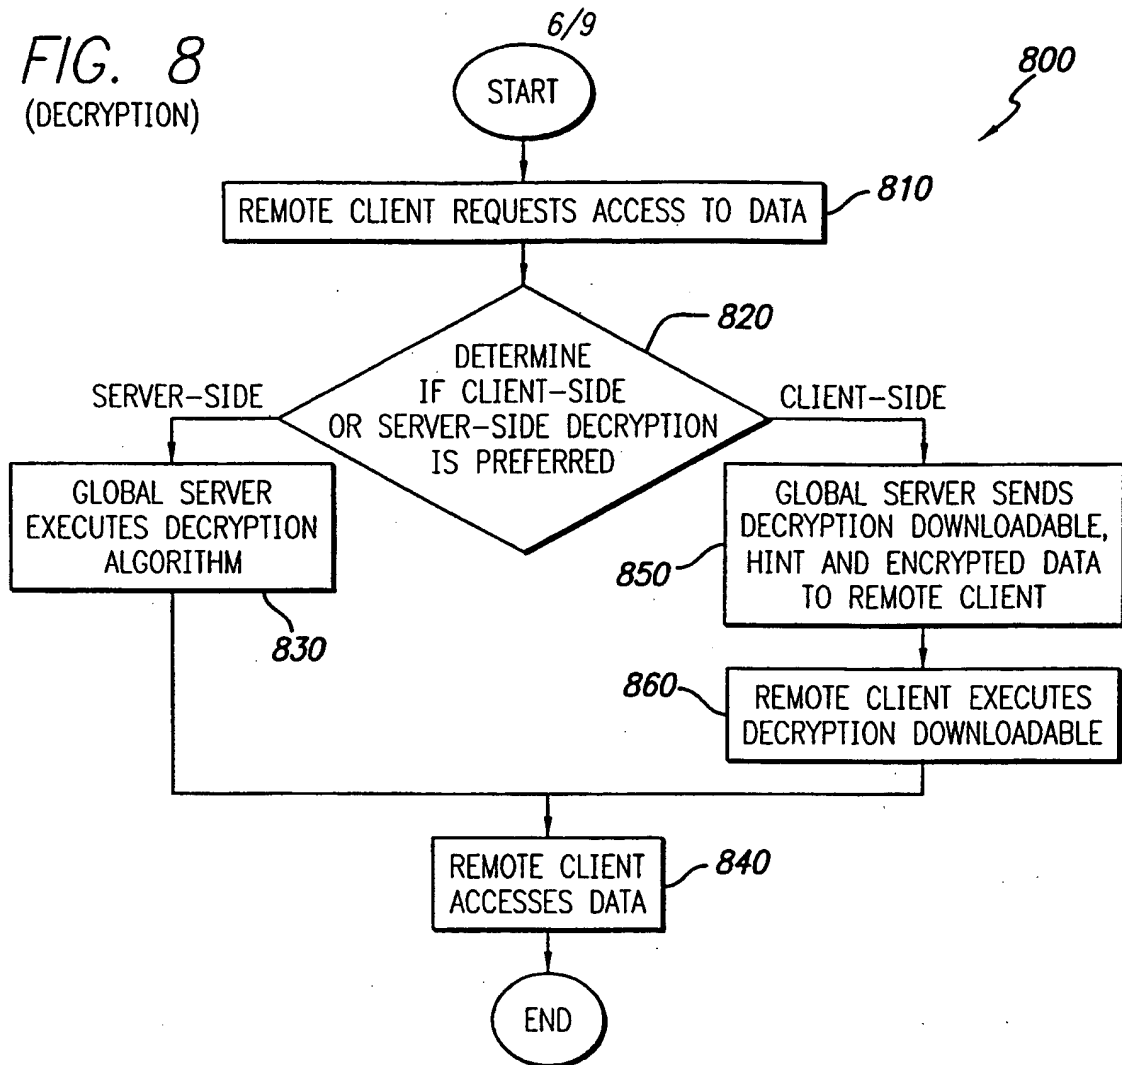 6/9
FIG. 8
(DECRYPTION)
800
START
REMOTE CLIENT REQUESTS ACCESS TO DATA
810
820
DETERMINE
IF CLIENT-SIDE
OR SERVER-SIDE DECRYPTION
IS PREFERRED
SERVER-SIDE
CLIENT-SIDE
GLOBAL SERVER
EXECUTES DECRYPTION
ALGORITHM
830
GLOBAL SERVER SENDS
DECRYPTION DOWNLOADABLE,
HINT AND ENCRYPTED DATA
TO REMOTE CLIENT
850
860
REMOTE CLIENT EXECUTES
DECRYPTION DOWNLOADABLE
REMOTE CLIENT
ACCESSES DATA
840
END